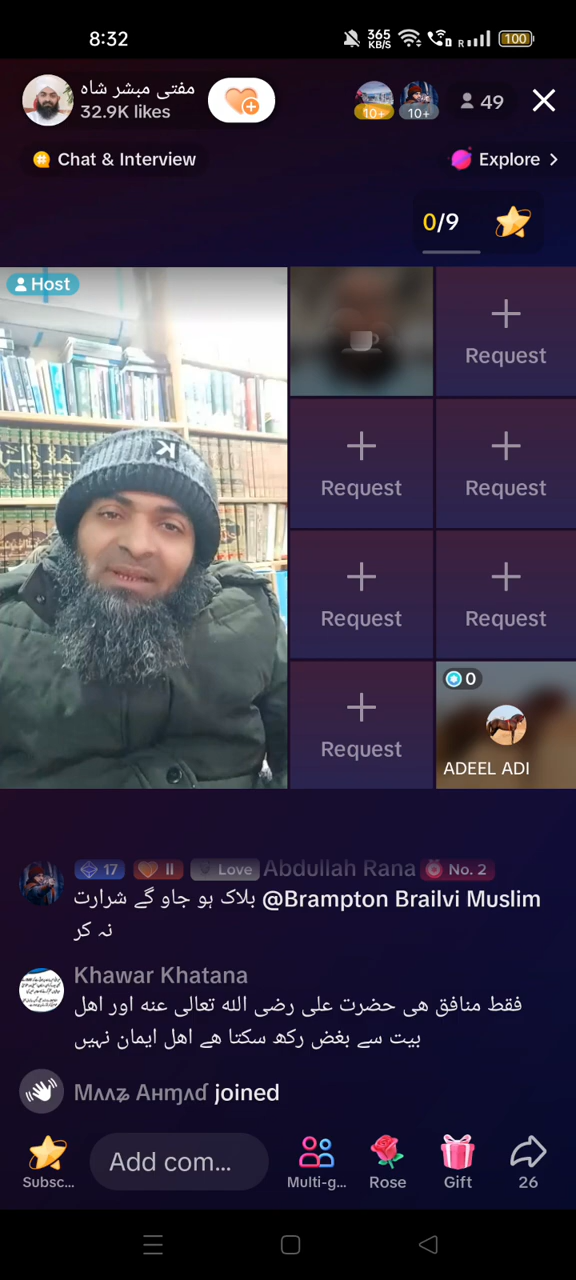 8:32
365
KB/S
R
100
مفتی مبشر شاہ
32.9K likes
10+
10+
49
# Chat & Interview
Explore >
0/9
Host
K
Request
Request
Request
Request
Request
Request
0
ADEEL ADI
17
II
Love
Abdullah Rana
No. 2
@Brampton Brailvi Muslim بلاک ہو جاو گے شرارت
نہ کر
Khawar Khatana
فقط منافق ھی حضرت علی رضی اللہ تعالی عنہ اور اھل
بیت سے بغض رکھ سکتا ھے اھل ایمان نہیں
Mᴧᴧʑ Aʜɱᴧɗ joined
Subsc...
Add com...
Multi-g...
Rose
Gift
26